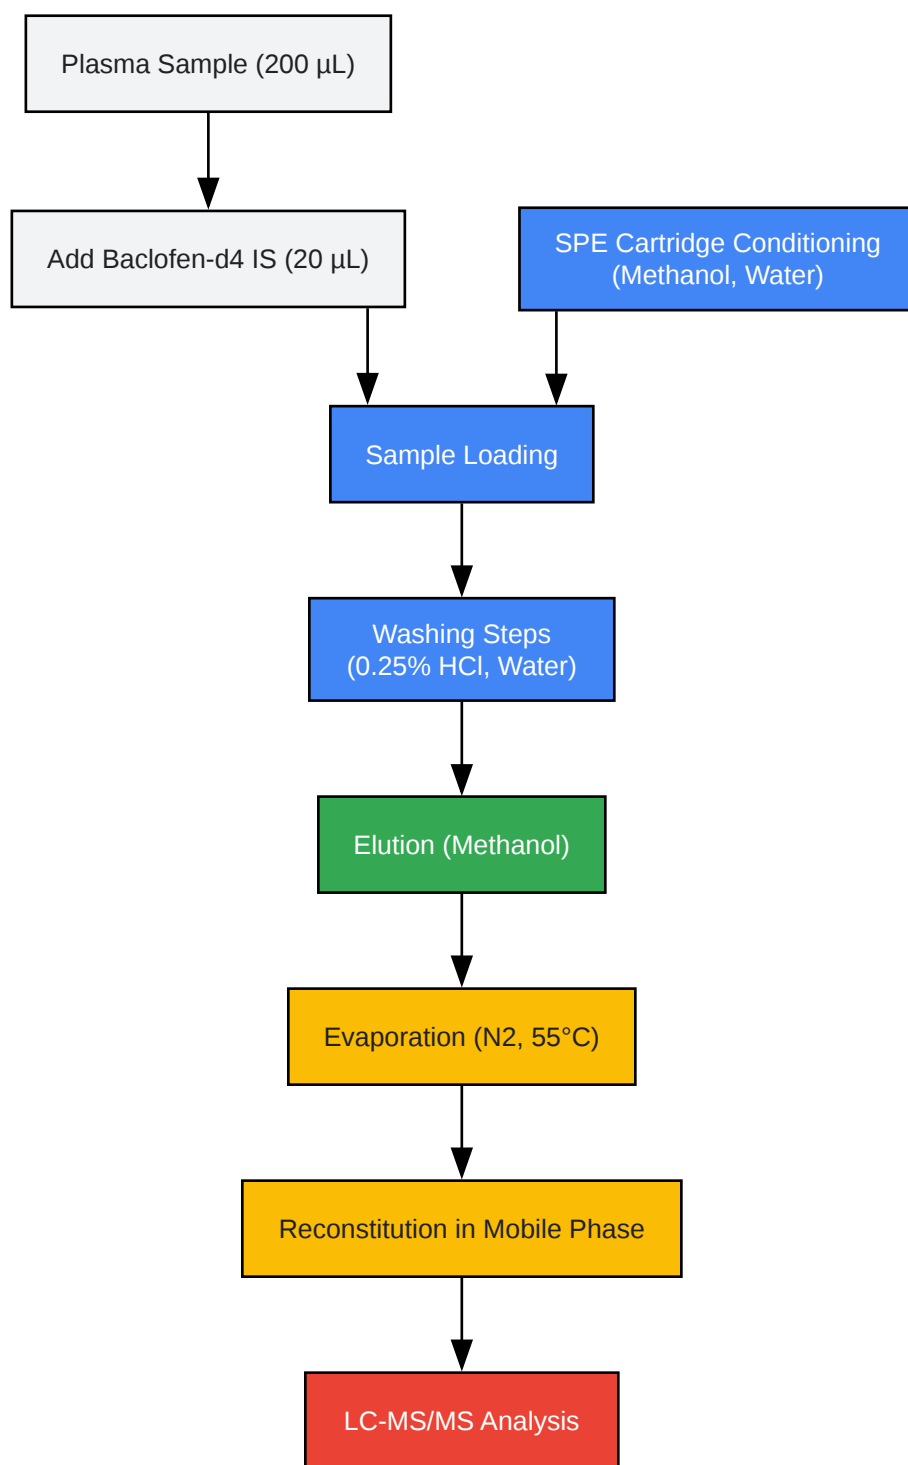 Plasma Sample (200 µL)
Add Baclofen-d4 IS (20 µL)
SPE Cartridge Conditioning
(Methanol, Water)
Sample Loading
Washing Steps
(0.25% HCl, Water)
Elution (Methanol)
Evaporation (N2, 55°C)
Reconstitution in Mobile Phase
LC-MS/MS Analysis